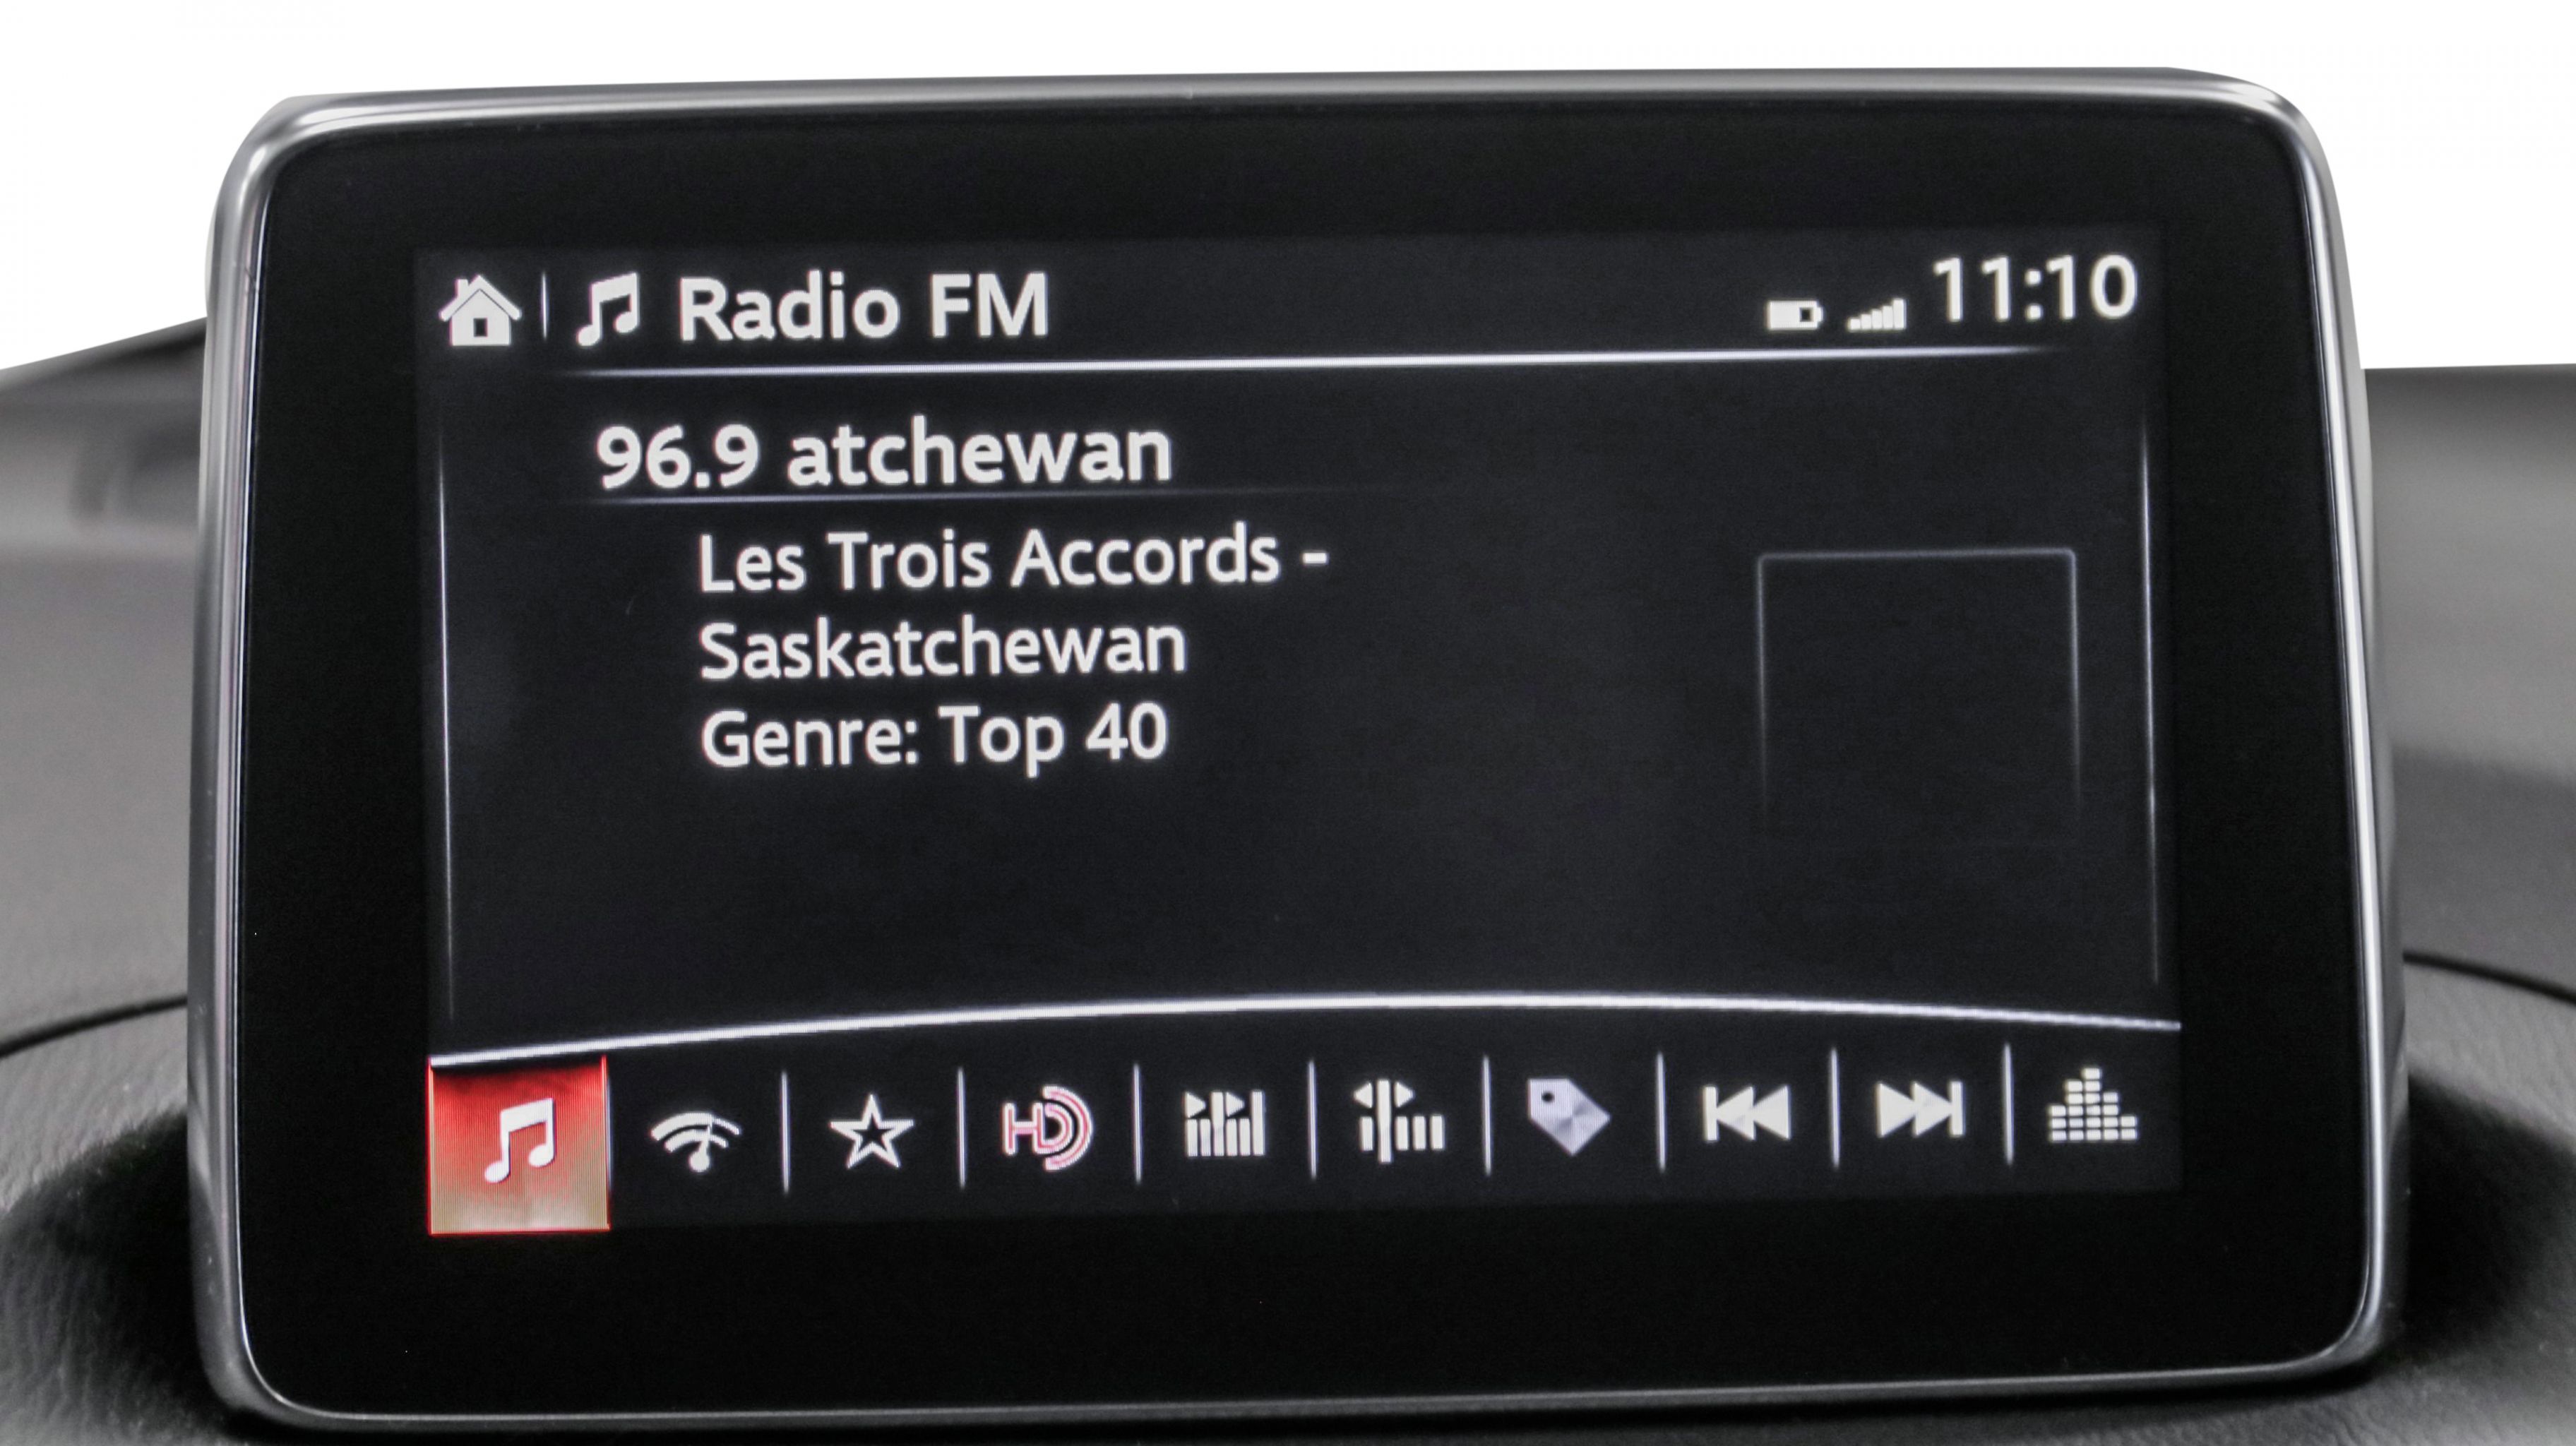 Radio FM
11:10
96.9 atchewan
Les Trois Accords -
Saskatchewan
Genre: Top 40
HD